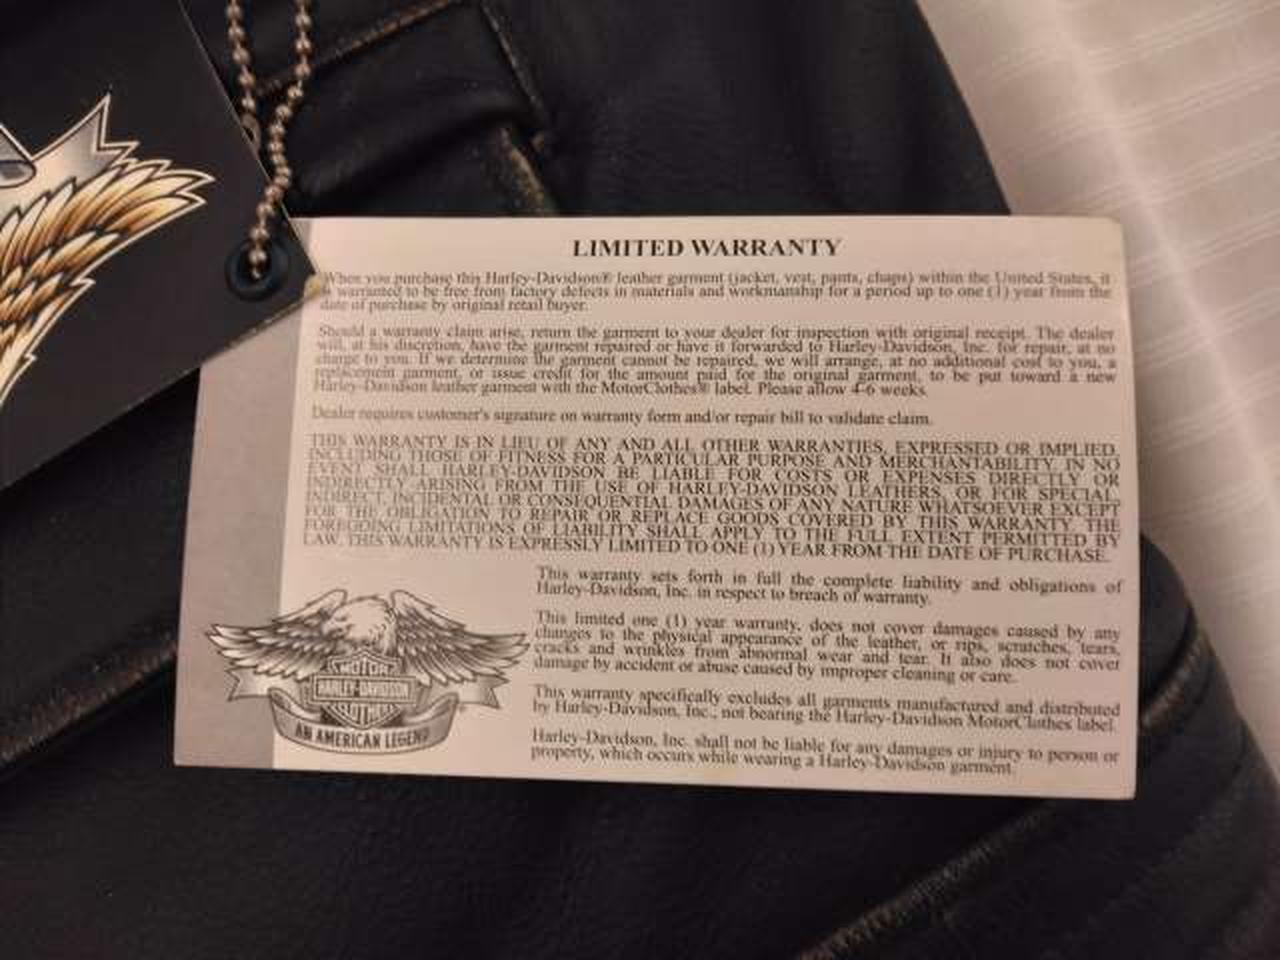 LIMITED WARRANTY
When you purchase this Harley-Davidson® leather garment (jacket, vest, pants, chaps) within the United States, it
is warranted to be free from factory defects in materials and workmanship for a period up to one (1) year from the
date of purchase by original retail buyer.
Should a warranty claim arise, return the garment to your dealer for inspection with original receipt. The dealer
will, at his discretion, have the garment repaired or have it forwarded to Harley-Davidson, Inc. for repair, at no
charge to you. If we determine the garment cannot be repaired, we will arrange, at no additional cost to you, a
replacement garment, or issue credit for the amount paid for the original garment, to be put toward a new
Harley-Davidson leather garment with the MotorClothes® label. Please allow 4-6 weeks.
Dealer requires customer's signature on warranty form and/or repair bill to validate claim.
THIS WARRANTY IS IN LIEU OF ANY AND ALL OTHER WARRANTIES, EXPRESSED OR IMPLIED,
INCLUDING THOSE OF FITNESS FOR A PARTICULAR PURPOSE AND MERCHANTABILITY. IN NO
EVENT SHALL HARLEY-DAVIDSON BE LIABLE FOR COSTS OR EXPENSES DIRECTLY OR
INDIRECTLY ARISING FROM THE USE OF HARLEY-DAVIDSON LEATHERS, OR FOR SPECIAL,
INDIRECT, INCIDENTAL OR CONSEQUENTIAL DAMAGES OF ANY NATURE WHATSOEVER EXCEPT
FOR THE OBLIGATION TO REPAIR OR REPLACE GOODS COVERED BY THIS WARRANTY. THE
FOREGOING LIMITATIONS OF LIABILITY SHALL APPLY TO THE FULL EXTENT PERMITTED BY
LAW. THIS WARRANTY IS EXPRESSLY LIMITED TO ONE (1) YEAR FROM THE DATE OF PURCHASE.
This warranty sets forth in full the complete liability and obligations of
Harley-Davidson, Inc. in respect to breach of warranty.
This limited one (1) year warranty, does not cover damages caused by any
changes to the physical appearance of the leather, or rips, scratches, tears,
cracks and wrinkles from abnormal wear and tear. It also does not cover
damage by accident or abuse caused by improper cleaning or care.
This warranty specifically excludes all garments manufactured and distributed
by Harley-Davidson, Inc., not bearing the Harley-Davidson MotorClothes label.
Harley-Davidson, Inc. shall not be liable for any damages or injury to person or
property, which occurs while wearing a Harley-Davidson garment.
MOTOR
HARLEY-DAVIDSON
CLOTHES
AN AMERICAN LEGEND